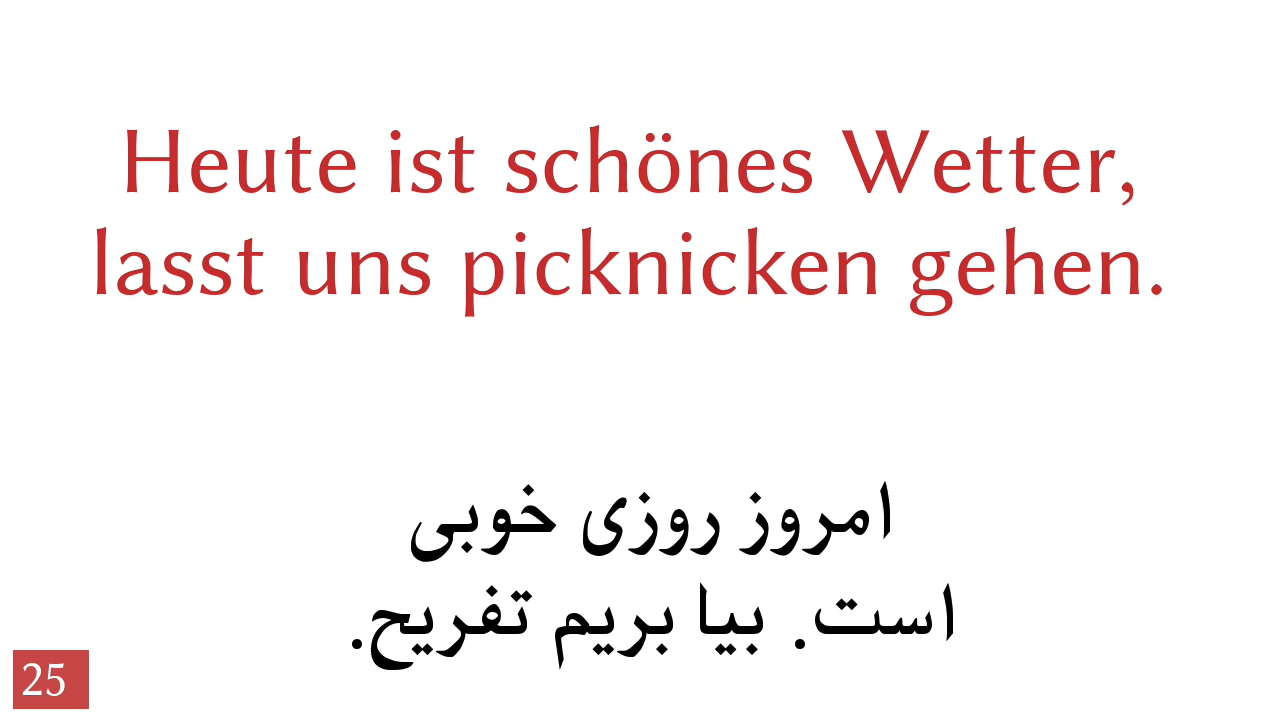 Heute ist schönes Wetter,
lasst uns picknicken gehen.
امروز روزی خوبی
است. بیا بریم تفریح.
25